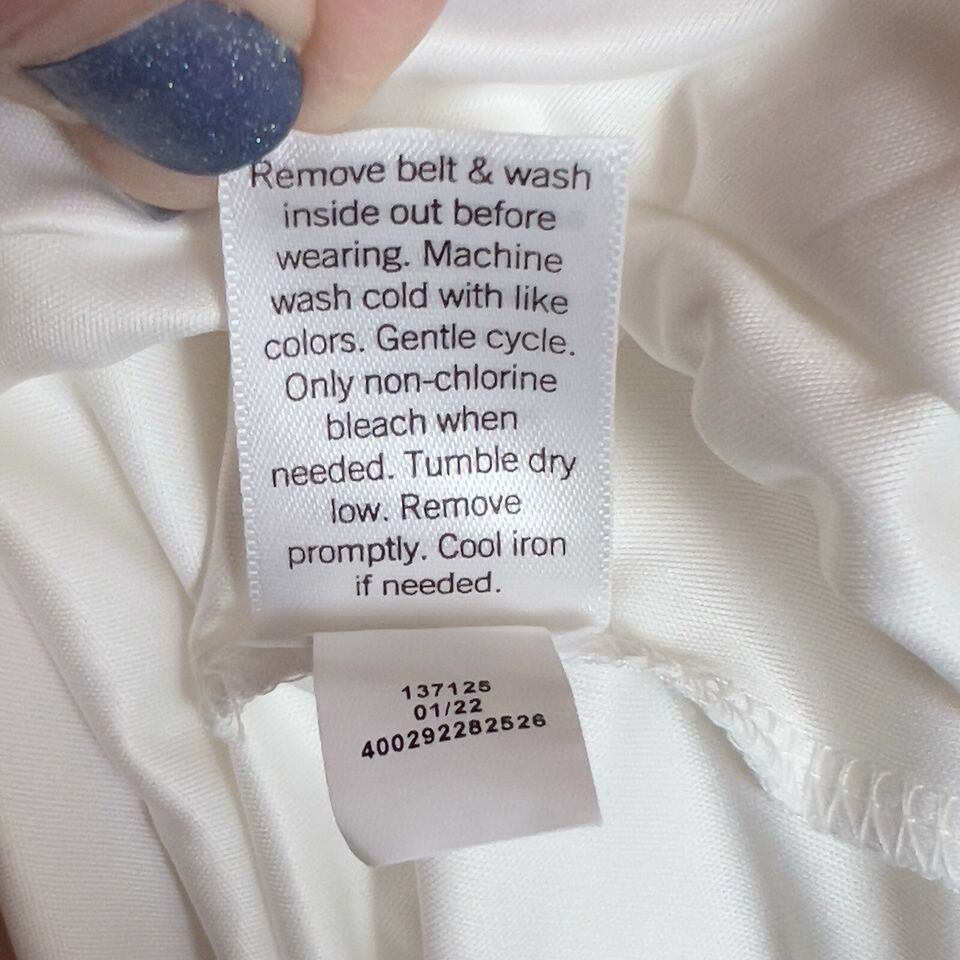 Remove belt & wash
inside out before
wearing. Machine
wash cold with like
colors. Gentle cycle.
Only non-chlorine
bleach when
needed. Tumble dry
low. Remove
promptly. Cool iron
if needed.
137125
01/22
400292282526